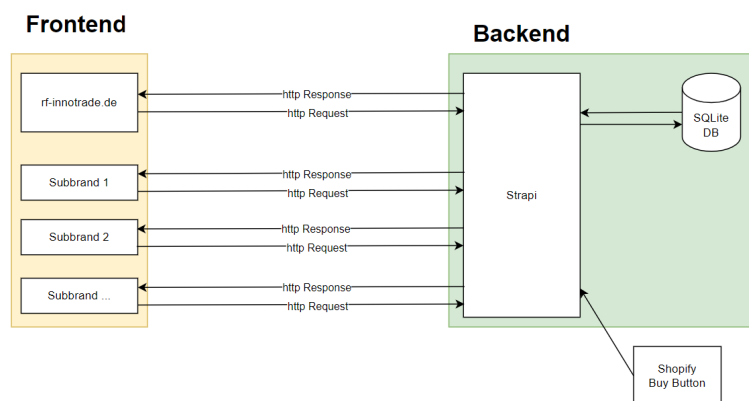 Frontend
Backend
rf-innotrade.de
http Response
http Request
SQLite
DB
Subbrand 1
http Response
http Request
Strapi
Subbrand 2
http Response
http Request
Subbrand ...
http Response
http Request
Shopify
Buy Button